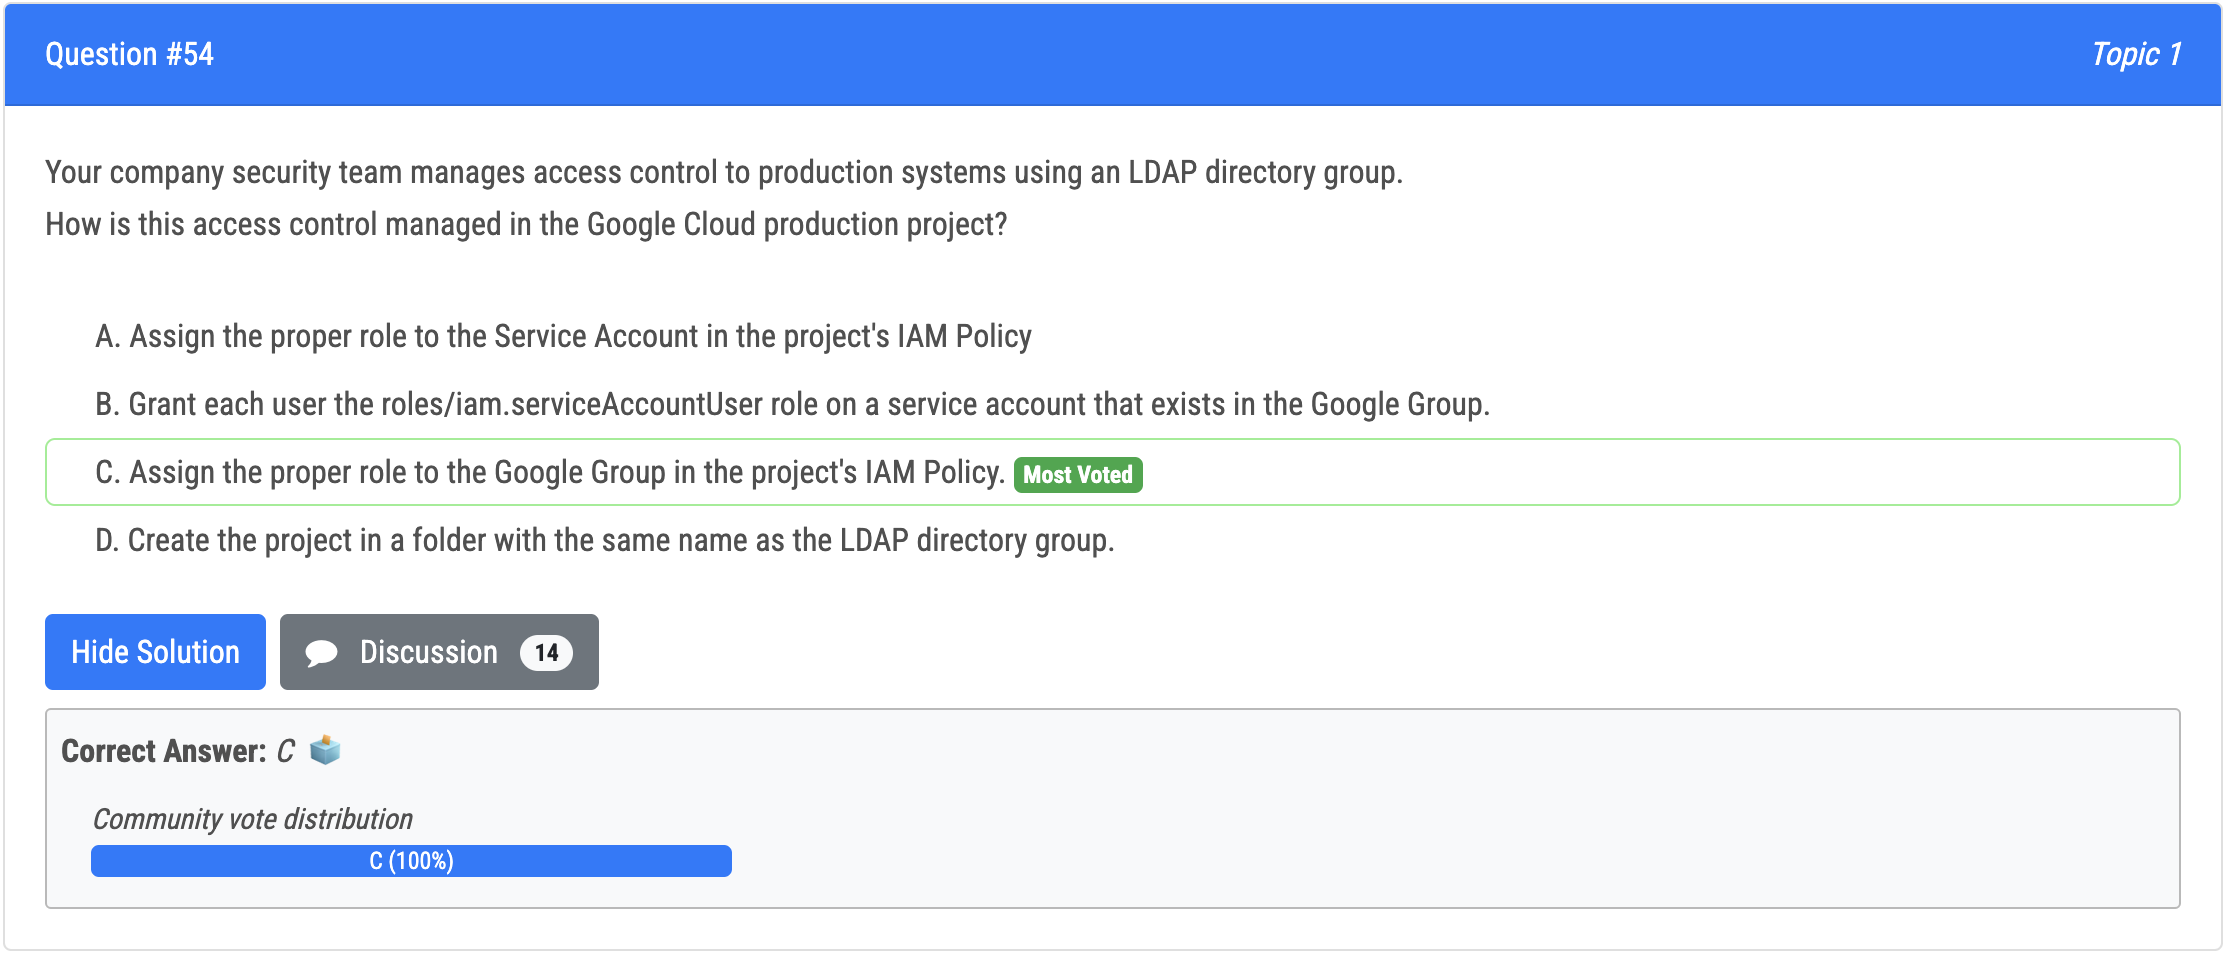 Question #54
Topic 1
Your company security team manages access control to production systems using an LDAP directory group.
How is this access control managed in the Google Cloud production project?
A. Assign the proper role to the Service Account in the project's IAM Policy
B. Grant each user the roles/iam.serviceAccountUser role on a service account that exists in the Google Group.
C. Assign the proper role to the Google Group in the project's IAM Policy. Most Voted
D. Create the project in a folder with the same name as the LDAP directory group.
Hide Solution
Discussion 14
Correct Answer: C
Community vote distribution
C (100%)